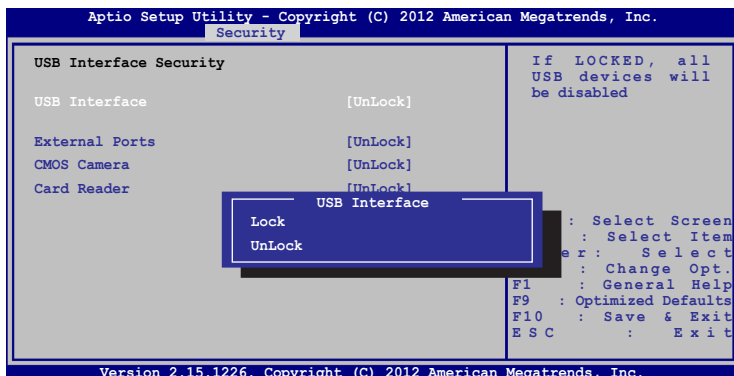 Aptio Setup Utility - Copyright (C) 2012 American Megatrends, Inc.
Security
USB Interface Security
USB Interface [UnLock]
External Ports [UnLock]
CMOS Camera [UnLock]
Card Reader [UnLock]
USB Interface
Lock
UnLock
If LOCKED, all
USB devices will
be disabled
: Select Screen
: Select Item
er: Select
: Change Opt.
F1 : General Help
F9 : Optimized Defaults
F10 : Save & Exit
ESC : Exit
Version 2.15.1226. Copyright (C) 2012 American Megatrends, Inc.